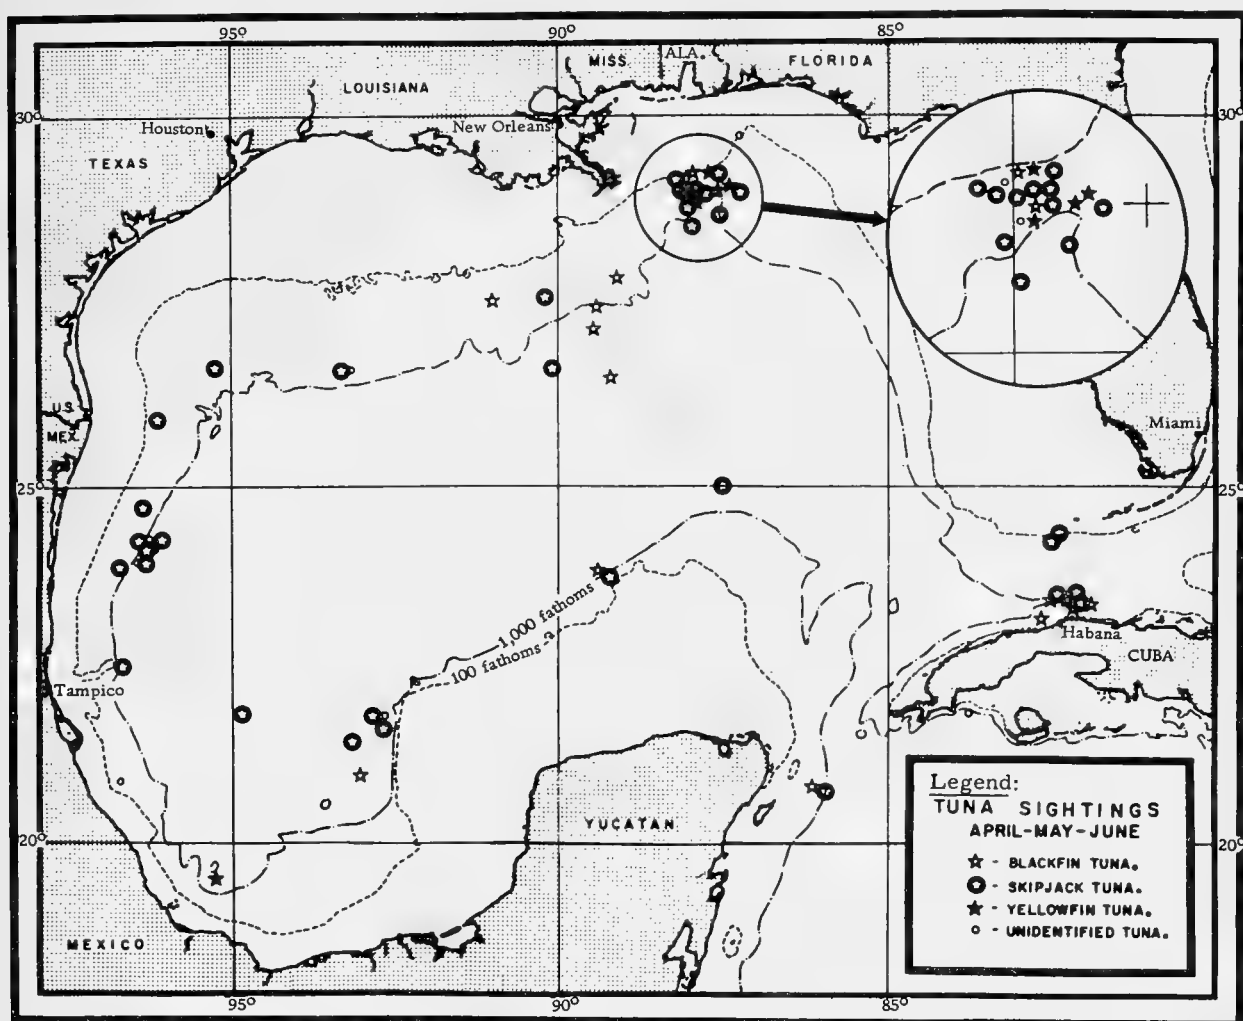 95°
90°
85°
MISS.
ALA.
FLORIDA
LOUISIANA
30°
30°
Houston
New Orleans
TEXAS
U.S.
MEX.
Miami
25°
25°
1,000 fathoms
100 fathoms
Habana
CUBA
Tampico
Legend:
TUNA SIGHTINGS
APRIL-MAY-JUNE
☆ - BLACKFIN TUNA.
✪ - SKIPJACK TUNA.
★ - YELLOWFIN TUNA.
○ - UNIDENTIFIED TUNA.
YUCATAN
20°
20°
?
MEXICO
95°
90°
85°